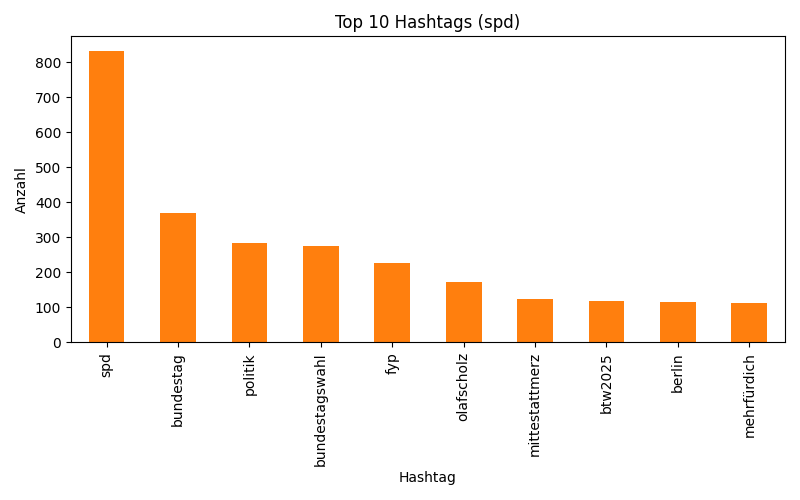 Top 10 Hashtags (spd)
Anzahl
800
700
600
500
400
300
200
100
0
spd
bundestag
politik
bundestagswahl
fyp
olafscholz
mittestattmerz
btw2025
berlin
mehrfürdich
Hashtag